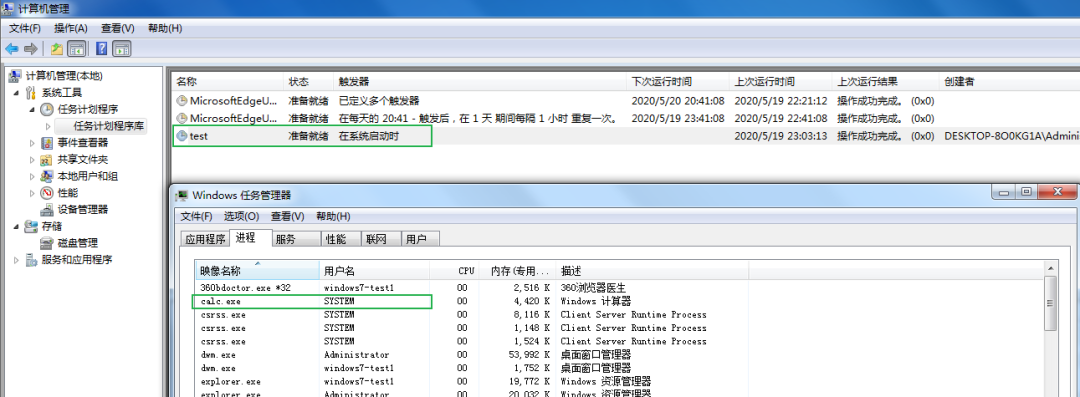 计算机管理
文件(F) 操作(A) 查看(V) 帮助(H)
计算机管理(本地)
系统工具
任务计划程序
任务计划程序库
事件查看器
共享文件夹
本地用户和组
性能
设备管理器
存储
磁盘管理
服务和应用程序
名称 状态 触发器 下次运行时间 上次运行时间 上次运行结果 创建者
MicrosoftEdgeU... 准备就绪 已定义多个触发器 2020/5/20 20:41:08 2020/5/19 22:21:12 操作成功完成。 (0x0)
MicrosoftEdgeU... 准备就绪 在每天的 20:41 - 触发后，在 1 天 期间每隔 1 小时 重复一次。 2020/5/19 23:41:08 2020/5/19 22:41:08 操作成功完成。 (0x0)
test 准备就绪 在系统启动时 2020/5/19 23:03:13 操作成功完成。 (0x0) DESKTOP-8O0KG1A\Admini
Windows 任务管理器
文件(F) 选项(O) 查看(V) 帮助(H)
应用程序 进程 服务 性能 联网 用户
映像名称 用户名 CPU 内存(专用... 描述
360bdoctor.exe *32 windows7-test1 00 2,516 K 360浏览器医生
calc.exe SYSTEM 00 4,420 K Windows 计算器
csrss.exe SYSTEM 00 8,116 K Client Server Runtime Process
csrss.exe SYSTEM 00 1,148 K Client Server Runtime Process
csrss.exe SYSTEM 00 1,524 K Client Server Runtime Process
dwm.exe Administrator 00 53,992 K 桌面窗口管理器
dwm.exe windows7-test1 00 1,752 K 桌面窗口管理器
explorer.exe windows7-test1 00 19,772 K Windows 资源管理器
explorer.exe Administrator 00 20,032 K Windows 资源管理器